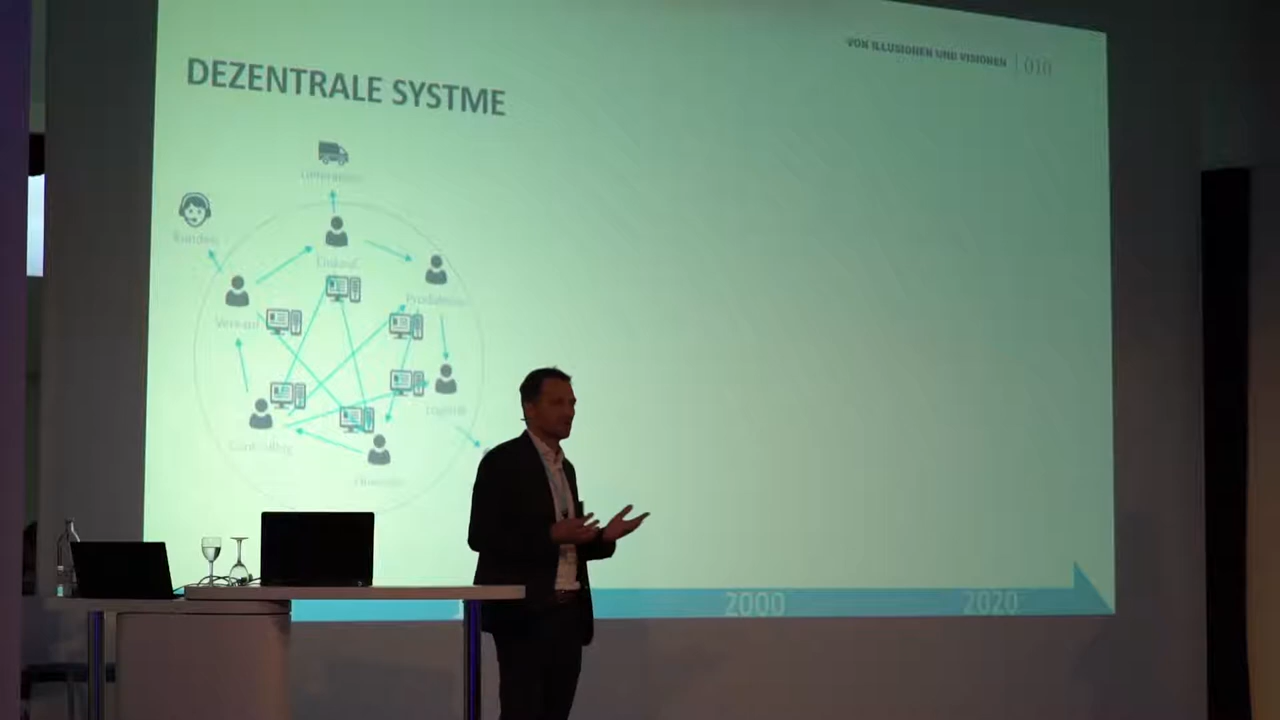 VON ILLUSIONEN UND VISIONEN | 010
DEZENTRALE SYSTME
Kunden
Einkauf
Produktion
Verkauf
Logistik
Controlling
2000
2020